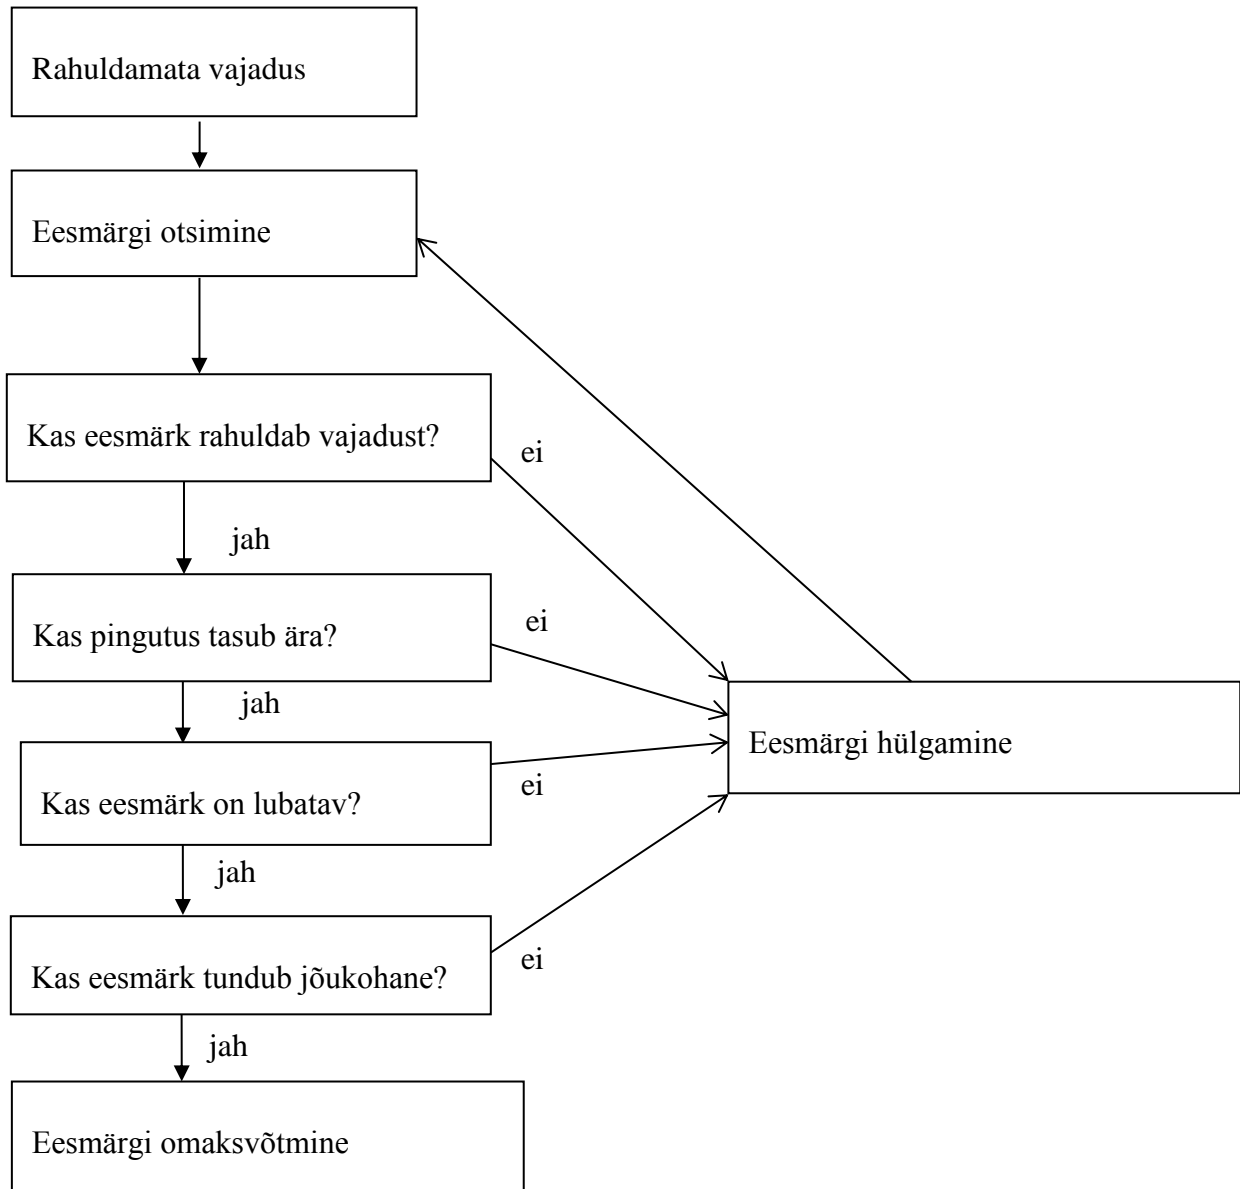 Rahuldamata vajadus
Eesmärgi otsimine
Kas eesmärk rahuldab vajadust?
ei
jah
Kas pingutus tasub ära?
ei
jah
Eesmärgi hülgamine
Kas eesmärk on lubatav?
ei
jah
Kas eesmärk tundub jõukohane?
ei
jah
Eesmärgi omaksvõtmine